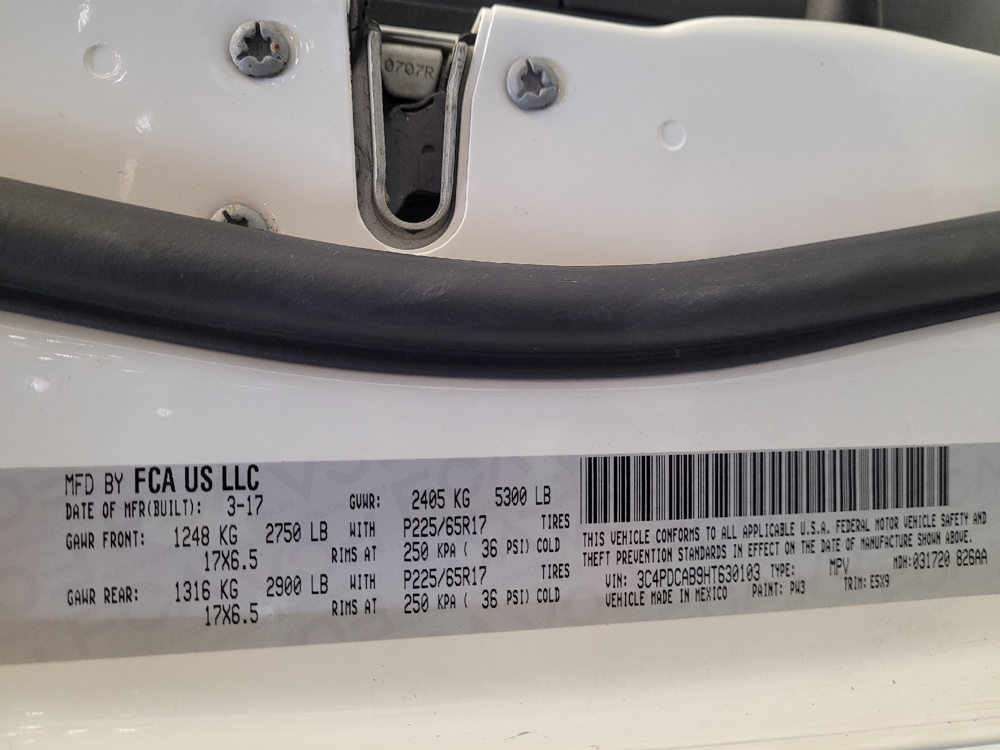 0707R
MFD BY FCA US LLC
DATE OF MFR(BUILT): 3-17 GVWR: 2405 KG 5300 LB
GAWR FRONT: 1248 KG 2750 LB WITH P225/65R17 TIRES
17X6.5 RIMS AT 250 KPA ( 36 PSI) COLD
GAWR REAR: 1316 KG 2900 LB WITH P225/65R17 TIRES
17X6.5 RIMS AT 250 KPA ( 36 PSI) COLD
THIS VEHICLE CONFORMS TO ALL APPLICABLE U.S.A. FEDERAL MOTOR VEHICLE SAFETY AND
THEFT PREVENTION STANDARDS IN EFFECT ON THE DATE OF MANUFACTURE SHOWN ABOVE.
VIN: 3C4PDCAB9HT630103 TYPE: MPV MDH: 031720 826AA
VEHICLE MADE IN MEXICO PAINT: PW3 TRIM: E5X9